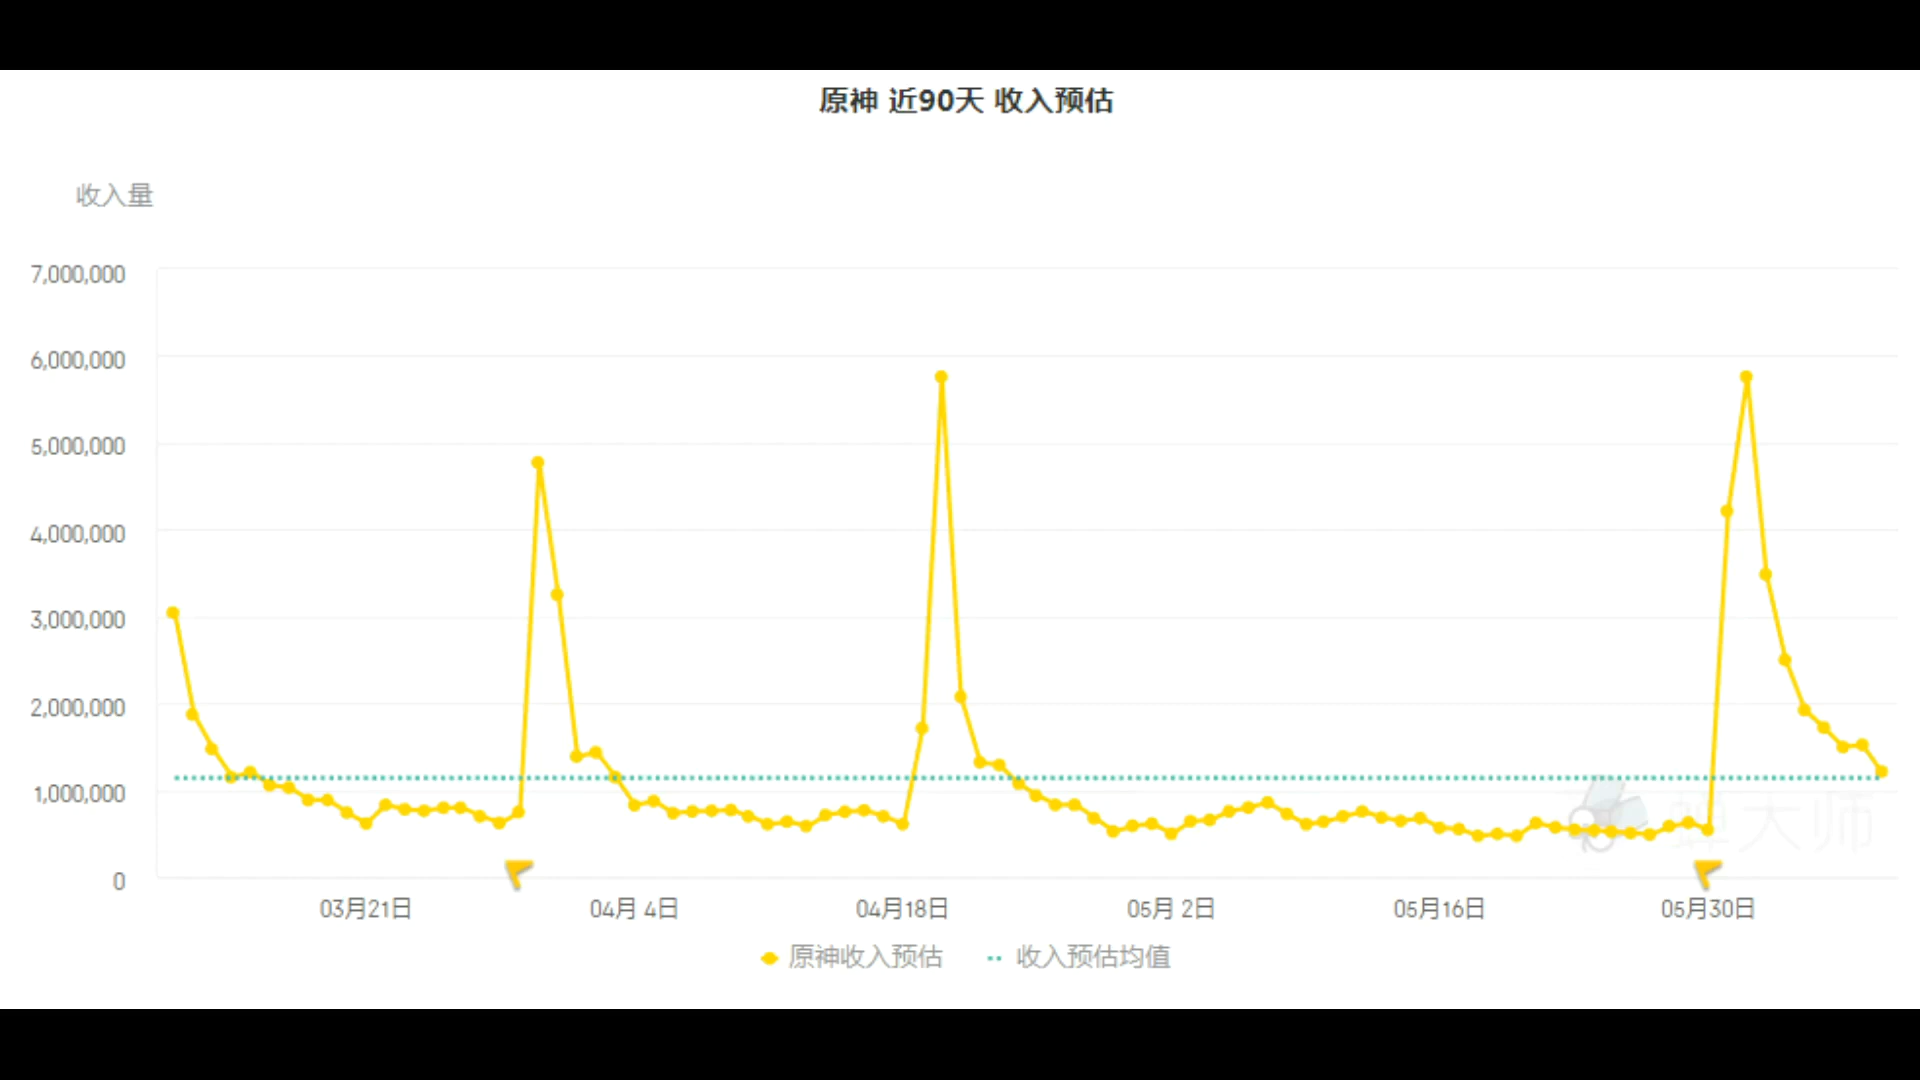 原神 近90天 收入预估
收入量
7,000,000
6,000,000
5,000,000
4,000,000
3,000,000
2,000,000
1,000,000
0
03月21日
04月 4日
04月18日
05月 2日
05月16日
05月30日
原神收入预估
收入预估均值
蝉大师